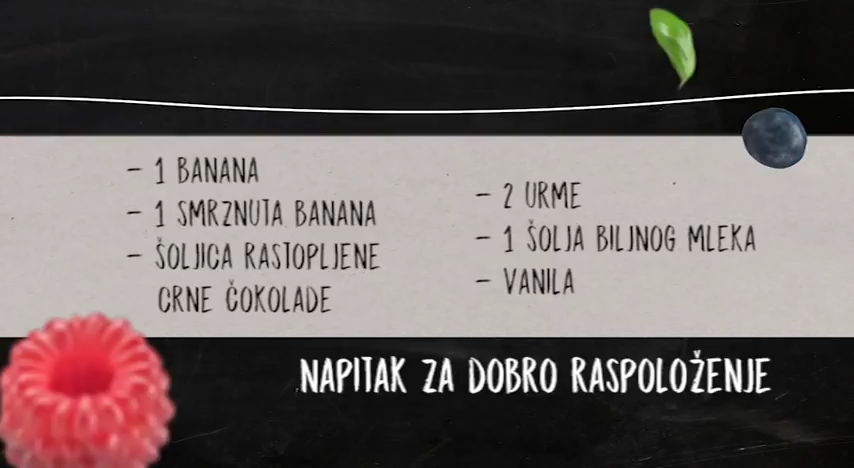 - 1 BANANA
- 1 SMRZNUTA BANANA
- ŠOLJICA RASTOPLJENE
CRNE ČOKOLADE
- 2 URME
- 1 ŠOLJA BILJNOG MLEKA
- VANILA
NAPITAK ZA DOBRO RASPOLOŽENJE